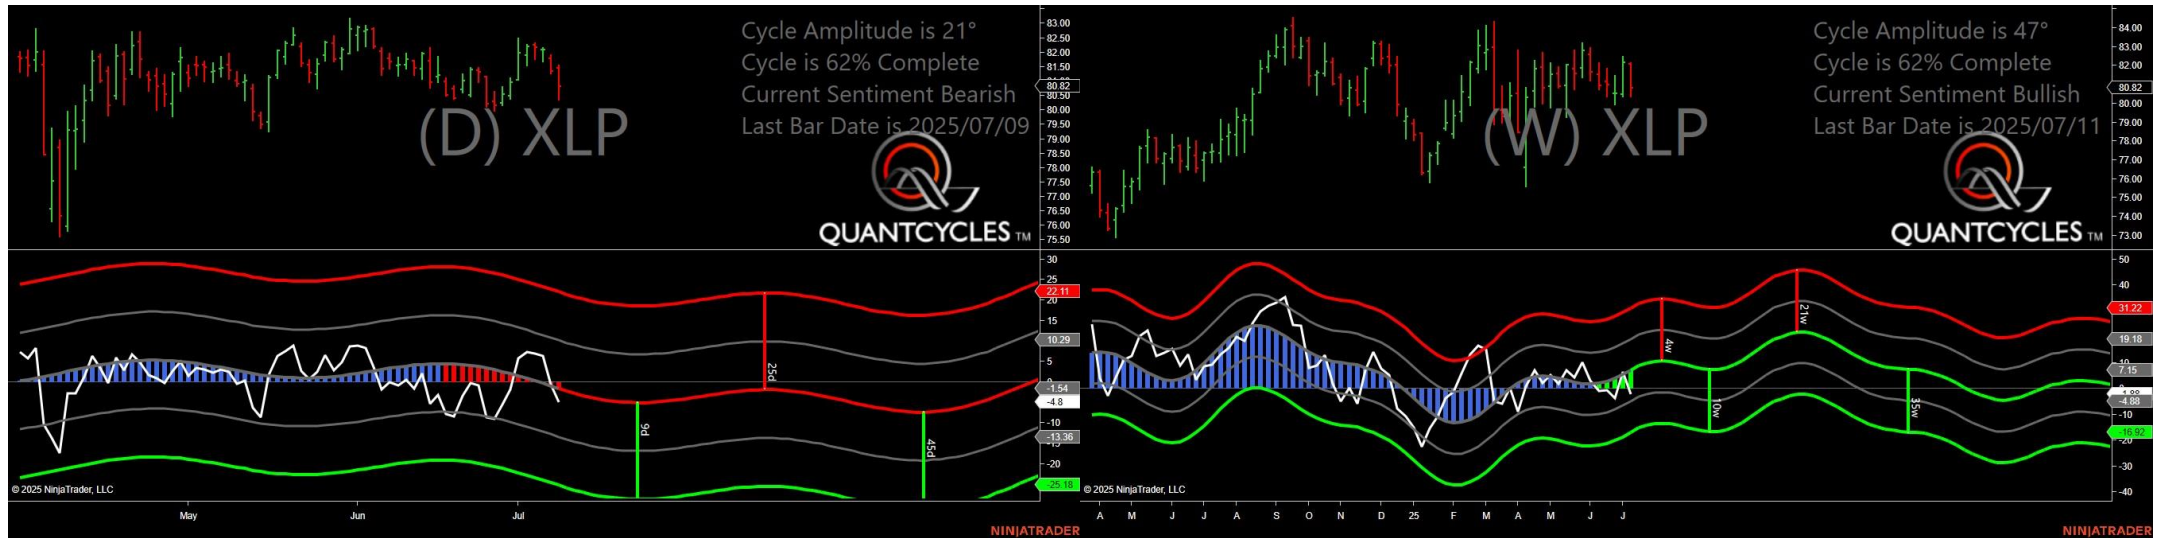 Cycle Amplitude is 21°
Cycle is 62% Complete
Current Sentiment Bearish
Last Bar Date is 2025/07/09
(D) XLP
QUANTCYCLES TM
83.00
82.50
82.00
81.50
80.82
80.50
80.00
79.50
79.00
78.50
78.00
77.50
77.00
76.50
76.00
75.50
30
25
22.11
20
15
10.29
5
-1.54
-4.8
-10
-13.36
-20
-25.18
25d
9d
45d
© 2025 NinjaTrader, LLC
May Jun Jul
NINJATRADER
Cycle Amplitude is 47°
Cycle is 62% Complete
Current Sentiment Bullish
Last Bar Date is 2025/07/11
(W) XLP
QUANTCYCLES TM
84.00
83.00
82.00
80.82
80.00
79.00
78.00
77.00
76.00
75.00
74.00
73.00
50
40
31.22
19.18
10
7.15
-4.88
-10
-16.92
-20
-30
-40
4w
21w
10w
35w
© 2025 NinjaTrader, LLC
A M J J A S O N D 25 F M A M J J
NINJATRADER